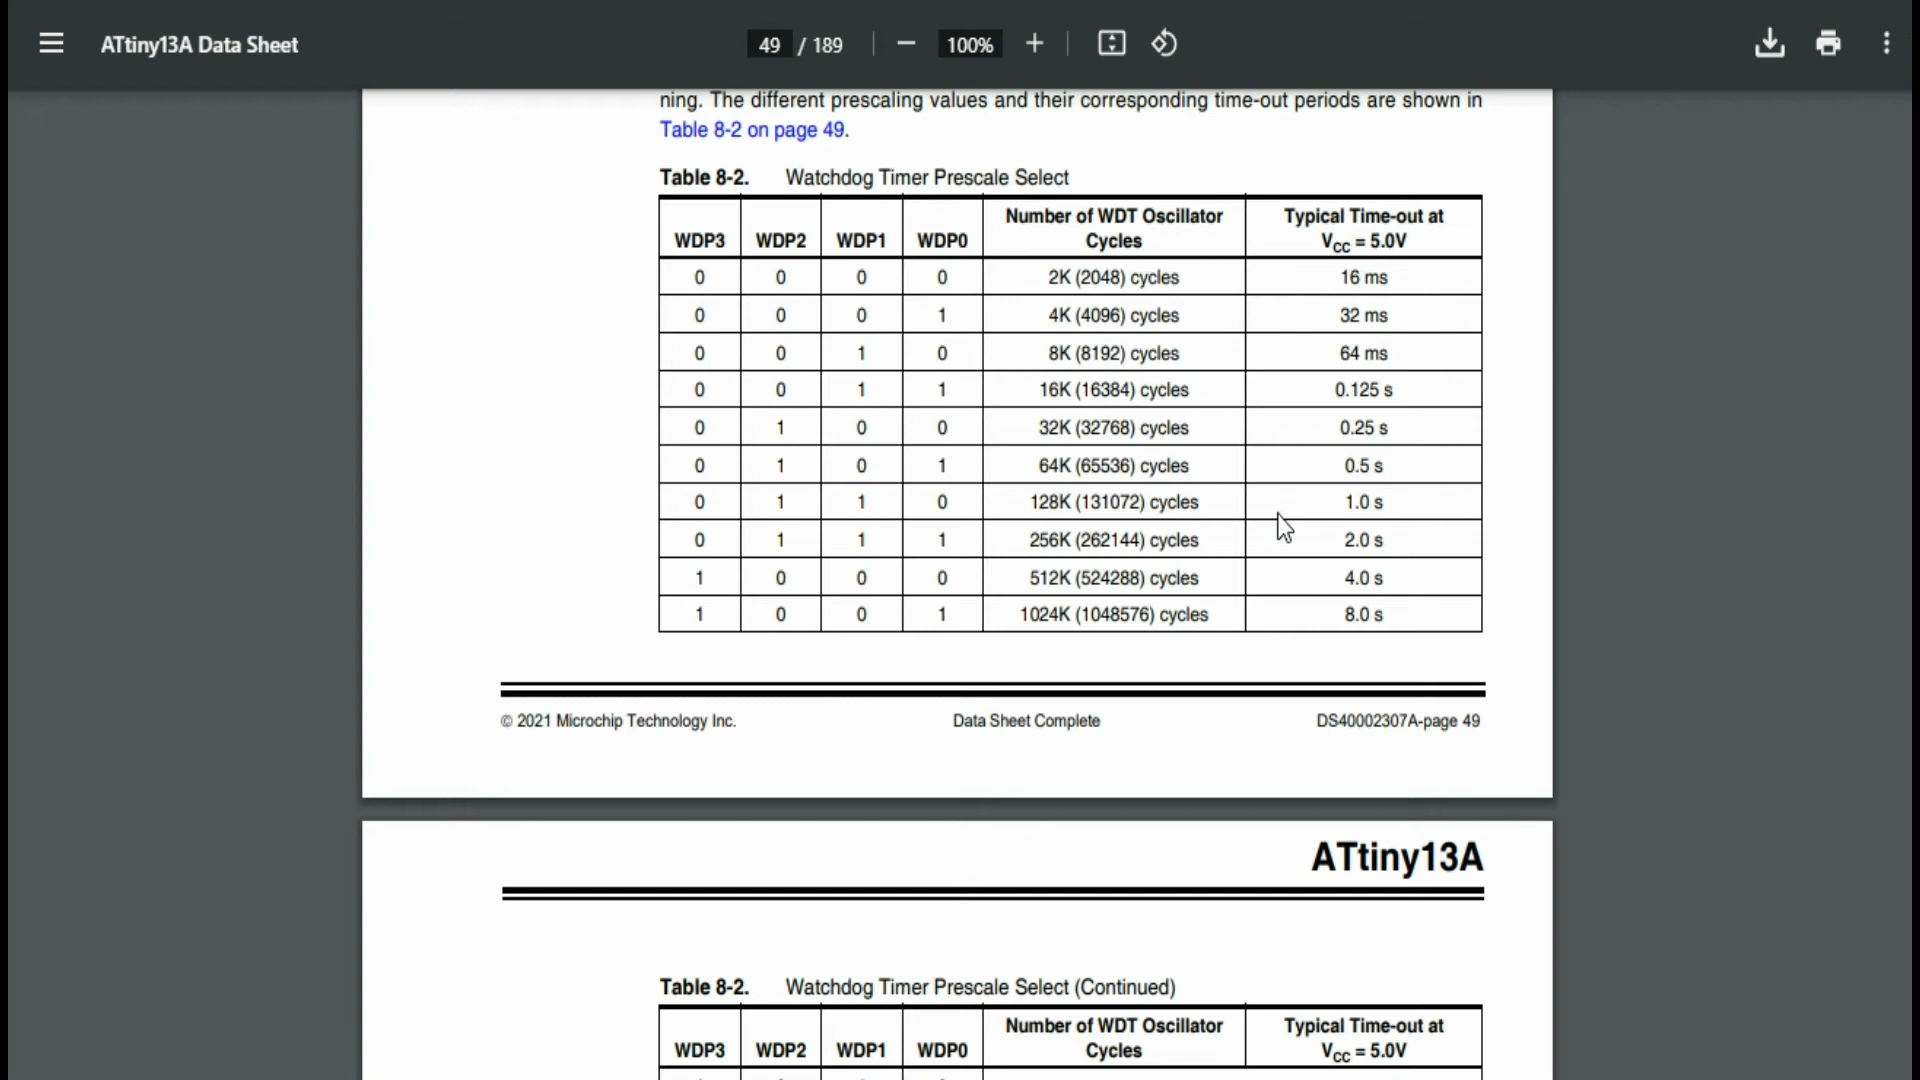 ATtiny13A Data Sheet
49 / 189
100%
ning. The different prescaling values and their corresponding time-out periods are shown in
Table 8-2 on page 49.
Table 8-2. Watchdog Timer Prescale Select
WDP3 WDP2 WDP1 WDP0 Number of WDT Oscillator Cycles Typical Time-out at VCC = 5.0V
0 0 0 0 2K (2048) cycles 16 ms
0 0 0 1 4K (4096) cycles 32 ms
0 0 1 0 8K (8192) cycles 64 ms
0 0 1 1 16K (16384) cycles 0.125 s
0 1 0 0 32K (32768) cycles 0.25 s
0 1 0 1 64K (65536) cycles 0.5 s
0 1 1 0 128K (131072) cycles 1.0 s
0 1 1 1 256K (262144) cycles 2.0 s
1 0 0 0 512K (524288) cycles 4.0 s
1 0 0 1 1024K (1048576) cycles 8.0 s
© 2021 Microchip Technology Inc. Data Sheet Complete DS40002307A-page 49
ATtiny13A
Table 8-2. Watchdog Timer Prescale Select (Continued)
WDP3 WDP2 WDP1 WDP0 Number of WDT Oscillator Cycles Typical Time-out at VCC = 5.0V